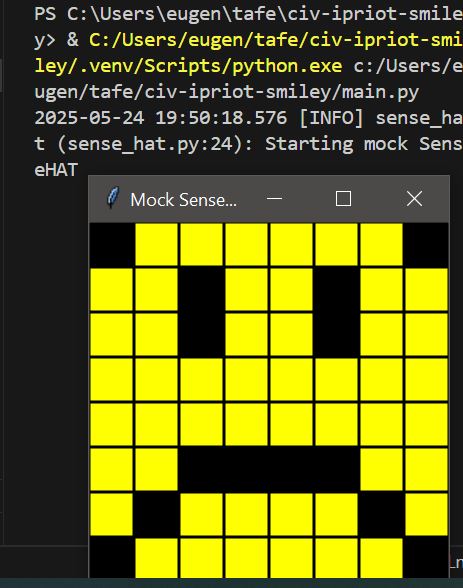 PS C:\Users\eugen\tafe\civ-ipriot-smile
y> & C:/Users/eugen/tafe/civ-ipriot-smi
ley/.venv/Scripts/python.exe c:/Users/e
ugen/tafe/civ-ipriot-smiley/main.py
2025-05-24 19:50:18.576 [INFO] sense_ha
t (sense_hat.py:24): Starting mock Sens
eHAT
Mock Sense...
Ln